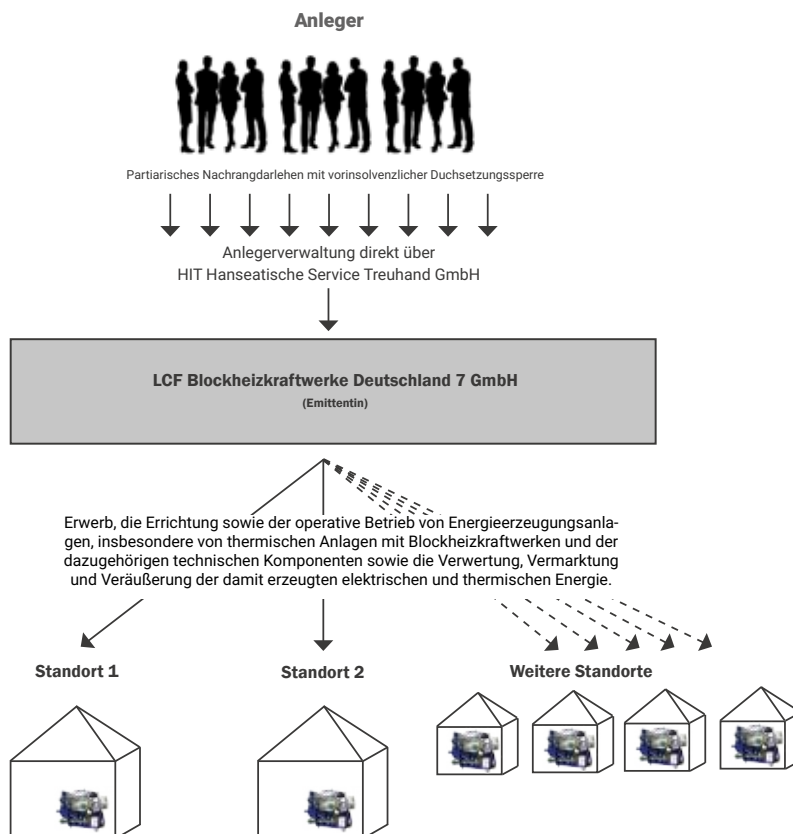 Anleger
Partiarisches Nachrangdarlehen mit vorinsolvenzlicher Duchsetzungssperre
Anlegerverwaltung direkt über
HIT Hanseatische Service Treuhand GmbH
LCF Blockheizkraftwerke Deutschland 7 GmbH
(Emittentin)
Erwerb, die Errichtung sowie der operative Betrieb von Energieerzeugungsanla-
gen, insbesondere von thermischen Anlagen mit Blockheizkraftwerken und der
dazugehörigen technischen Komponenten sowie die Verwertung, Vermarktung
und Veräußerung der damit erzeugten elektrischen und thermischen Energie.
Standort 1
Standort 2
Weitere Standorte